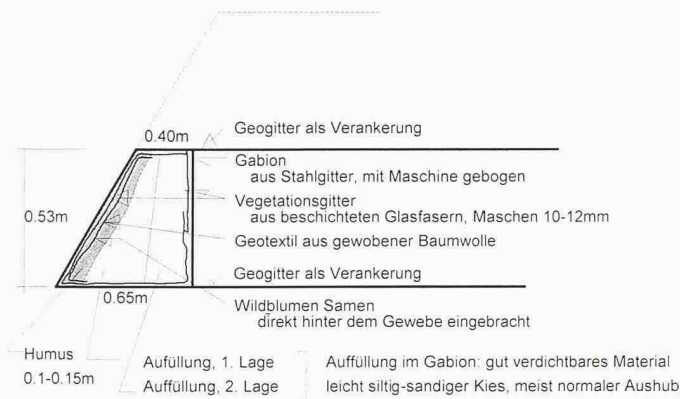 0.40m
Geogitter als Verankerung
Gabion
aus Stahlgitter, mit Maschine gebogen
Vegetationsgitter
aus beschichteten Glasfasern, Maschen 10-12mm
0.53m
Geotextil aus gewobener Baumwolle
Geogitter als Verankerung
0.65m
Wildblumen Samen
direkt hinter dem Gewebe eingebracht
Humus
0.1-0.15m
Aufüllung, 1. Lage
Auffüllung, 2. Lage
Auffüllung im Gabion: gut verdichtbares Material
leicht siltig-sandiger Kies, meist normaler Aushub